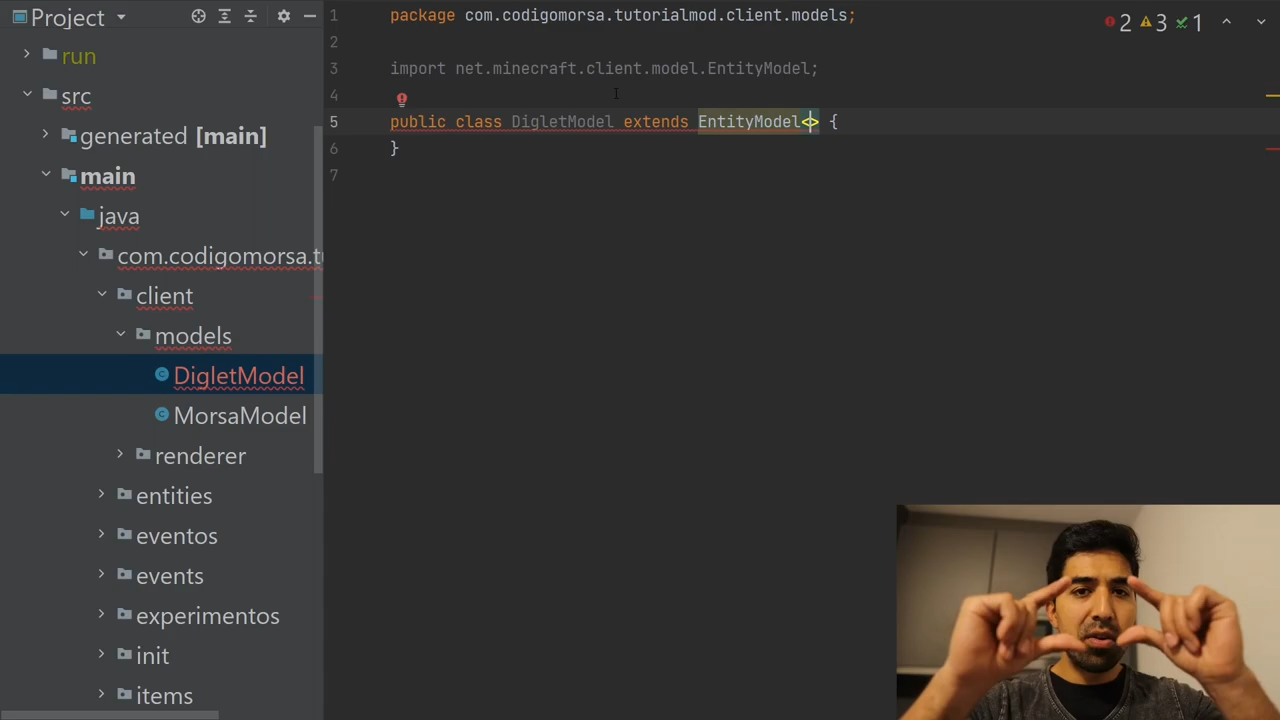 Project
run
src
generated [main]
main
java
com.codigomorsa.tu
client
models
DigletModel
MorsaModel
renderer
entities
eventos
events
experimentos
init
items
1 package com.codigomorsa.tutorialmod.client.models;
2
3 import net.minecraft.client.model.EntityModel;
4
5 public class DigletModel extends EntityModel<> {
6 }
7
2 3 1